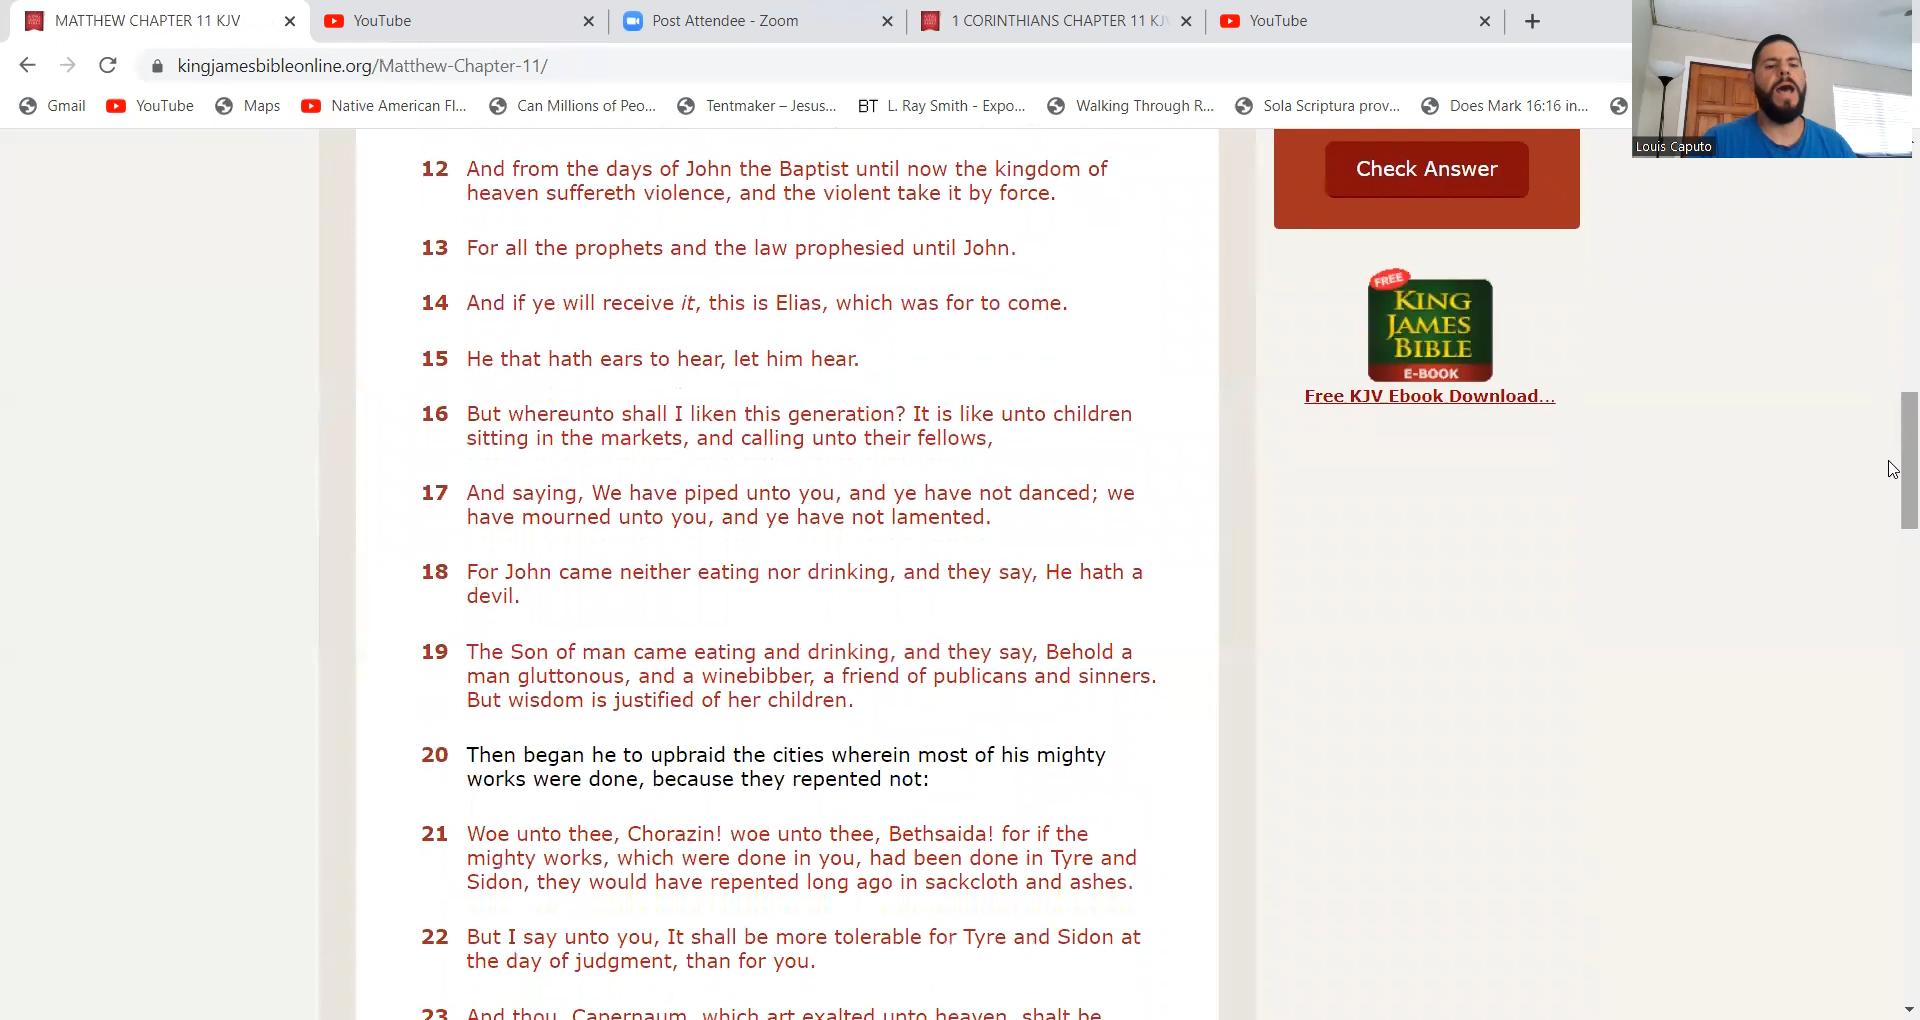 MATTHEW CHAPTER 11 KJV
YouTube
Post Attendee - Zoom
1 CORINTHIANS CHAPTER 11 KJ
YouTube
kingjamesbibleonline.org/Matthew-Chapter-11/
Gmail
YouTube
Maps
Native American Fl...
Can Millions of Peo...
Tentmaker – Jesus...
BT L. Ray Smith - Expo...
Walking Through R...
Sola Scriptura prov...
Does Mark 16:16 in...
Louis Caputo
12 And from the days of John the Baptist until now the kingdom of
heaven suffereth violence, and the violent take it by force.
13 For all the prophets and the law prophesied until John.
14 And if ye will receive it, this is Elias, which was for to come.
15 He that hath ears to hear, let him hear.
16 But whereunto shall I liken this generation? It is like unto children
sitting in the markets, and calling unto their fellows,
17 And saying, We have piped unto you, and ye have not danced; we
have mourned unto you, and ye have not lamented.
18 For John came neither eating nor drinking, and they say, He hath a
devil.
19 The Son of man came eating and drinking, and they say, Behold a
man gluttonous, and a winebibber, a friend of publicans and sinners.
But wisdom is justified of her children.
20 Then began he to upbraid the cities wherein most of his mighty
works were done, because they repented not:
21 Woe unto thee, Chorazin! woe unto thee, Bethsaida! for if the
mighty works, which were done in you, had been done in Tyre and
Sidon, they would have repented long ago in sackcloth and ashes.
22 But I say unto you, It shall be more tolerable for Tyre and Sidon at
the day of judgment, than for you.
23 And thou, Capernaum, which art exalted unto heaven, shalt be
Check Answer
FREE
KING
JAMES
BIBLE
E-BOOK
Free KJV Ebook Download...